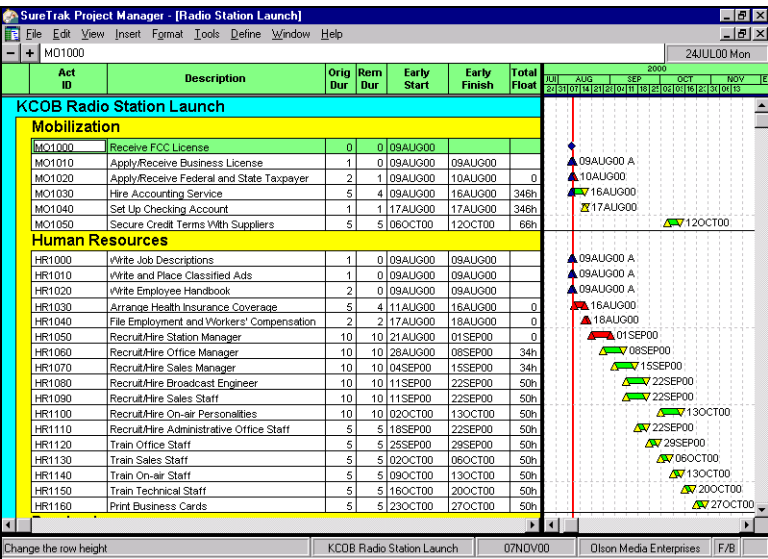 SureTrak Project Manager - [Radio Station Launch]
File Edit View Insert Format Tools Define Window Help
- + MO1000
24JUL00 Mon
Act ID Description Orig Dur Rem Dur Early Start Early Finish Total Float
2000
JUL AUG SEP OCT NOV
KCOB Radio Station Launch
Mobilization
MO1000 Receive FCC License 0 0 09AUG00
MO1010 Apply/Receive Business License 1 0 09AUG00 09AUG00 09AUG00 A
MO1020 Apply/Receive Federal and State Taxpayer 2 1 09AUG00 10AUG00 0 10AUG00
MO1030 Hire Accounting Service 5 4 09AUG00 16AUG00 346h 16AUG00
MO1040 Set Up Checking Account 1 1 17AUG00 17AUG00 346h 17AUG00
MO1050 Secure Credit Terms With Suppliers 5 5 06OCT00 12OCT00 66h 12OCT00
Human Resources
HR1000 Write Job Descriptions 1 0 09AUG00 09AUG00 09AUG00 A
HR1010 Write and Place Classified Ads 1 0 09AUG00 09AUG00 09AUG00 A
HR1020 Write Employee Handbook 2 0 09AUG00 09AUG00 09AUG00 A
HR1030 Arrange Health Insurance Coverage 5 4 11AUG00 16AUG00 0 16AUG00
HR1040 File Employment and Workers' Compensation 2 2 17AUG00 18AUG00 0 18AUG00
HR1050 Recruit/Hire Station Manager 10 10 21AUG00 01SEP00 0 01SEP00
HR1060 Recruit/Hire Office Manager 10 10 28AUG00 08SEP00 34h 08SEP00
HR1070 Recruit/Hire Sales Manager 10 10 04SEP00 15SEP00 34h 15SEP00
HR1080 Recruit/Hire Broadcast Engineer 10 10 11SEP00 22SEP00 50h 22SEP00
HR1090 Recruit/Hire Sales Staff 10 10 11SEP00 22SEP00 50h 22SEP00
HR1100 Recruit/Hire On-air Personalities 10 10 02OCT00 13OCT00 50h 13OCT00
HR1110 Recruit/Hire Administrative Office Staff 5 5 18SEP00 22SEP00 50h 22SEP00
HR1120 Train Office Staff 5 5 25SEP00 29SEP00 50h 29SEP00
HR1130 Train Sales Staff 5 5 02OCT00 06OCT00 50h 06OCT00
HR1140 Train On-air Staff 5 5 09OCT00 13OCT00 50h 13OCT00
HR1150 Train Technical Staff 5 5 16OCT00 20OCT00 50h 20OCT00
HR1160 Print Business Cards 5 5 23OCT00 27OCT00 50h 27OCT00
Change the row height KCOB Radio Station Launch 07NOV00 Olson Media Enterprises F/B